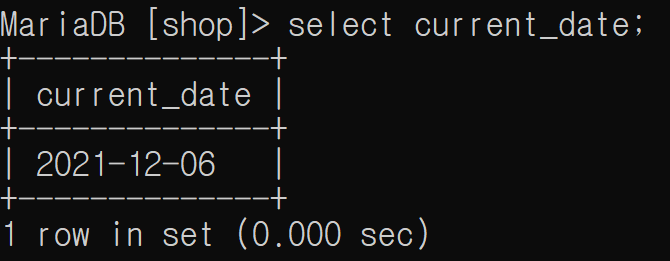 MariaDB [shop]> select current_date;
+--------------+
| current_date |
+--------------+
| 2021-12-06   |
+--------------+
1 row in set (0.000 sec)